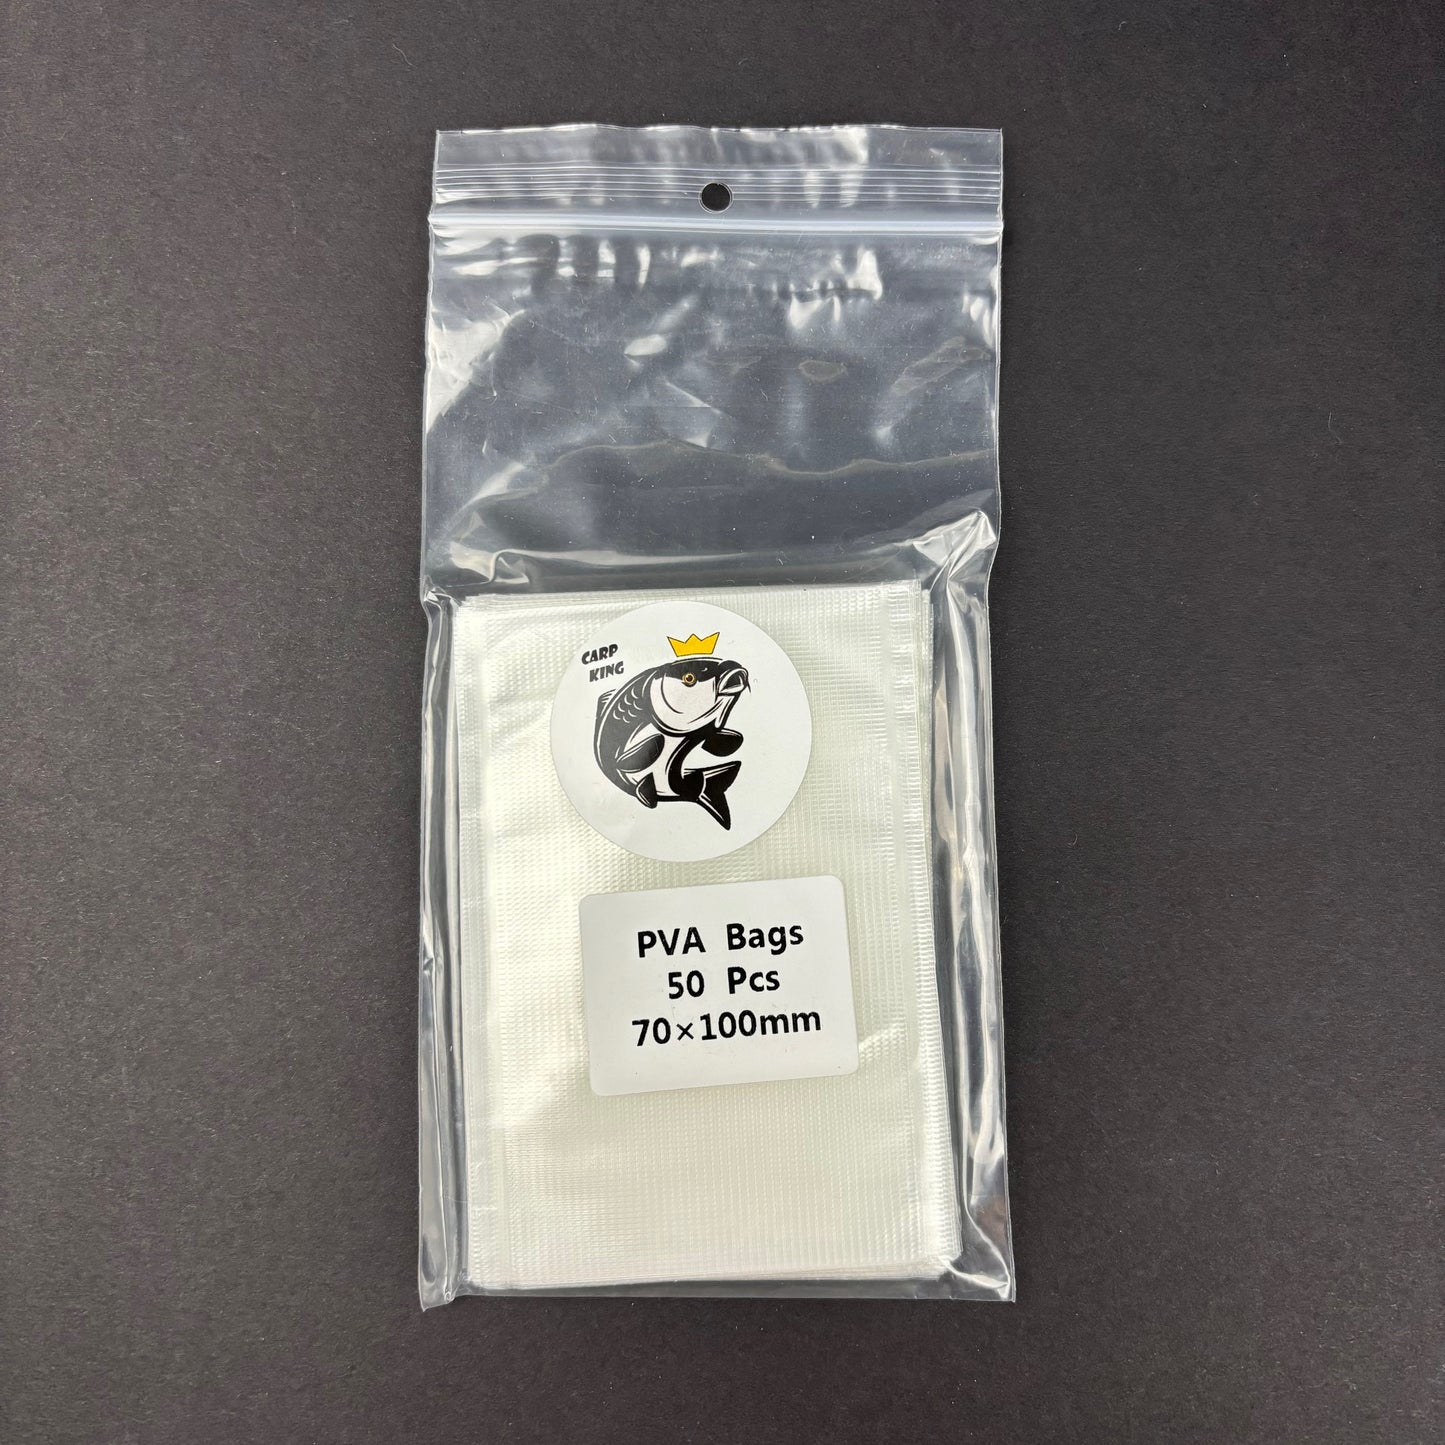 CARP
KING
PVA Bags
50 Pcs
70×100mm